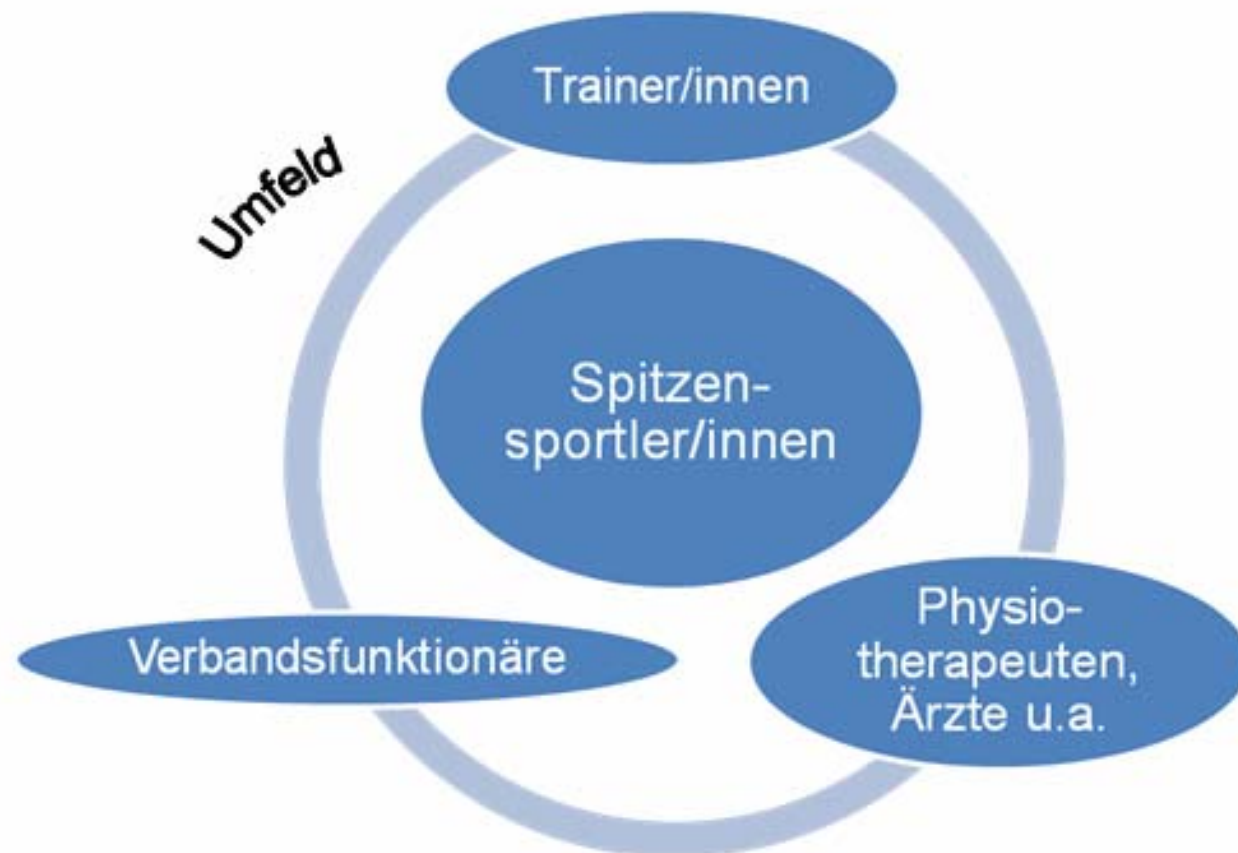 Trainer/innen
Umfeld
Spitzen-
sportler/innen
Verbandsfunktionäre
Physio-
therapeuten,
Ärzte u.a.